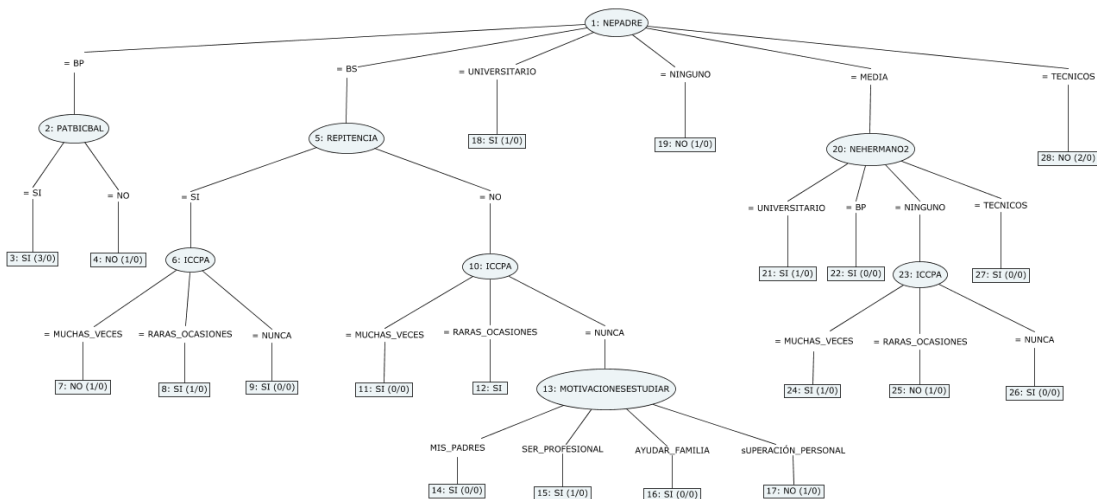 1: NEPADRE
= BP
= BS
= UNIVERSITARIO
= NINGUNO
= MEDIA
= TECNICOS
2: PATBICBAL
5: REPITENCIA
18: SI (1/0)
19: NO (1/0)
20: NEHERMANO2
28: NO (2/0)
= SI
= NO
= SI
= NO
= UNIVERSITARIO
= BP
= NINGUNO
= TECNICOS
3: SI (3/0)
4: NO (1/0)
6: ICCPA
10: ICCPA
21: SI (1/0)
22: SI (0/0)
23: ICCPA
27: SI (0/0)
= MUCHAS_VECES
= RARAS_OCASIONES
= NUNCA
= MUCHAS_VECES
= RARAS_OCASIONES
= NUNCA
= MUCHAS_VECES
= RARAS_OCASIONES
= NUNCA
7: NO (1/0)
8: SI (1/0)
9: SI (0/0)
11: SI (0/0)
12: SI
13: MOTIVACIONESESTUDIAR
24: SI (1/0)
25: NO (1/0)
26: SI (0/0)
MIS_PADRES
SER_PROFESIONAL
AYUDAR_FAMILIA
sUPERACIÓN_PERSONAL
14: SI (0/0)
15: SI (1/0)
16: SI (0/0)
17: NO (1/0)